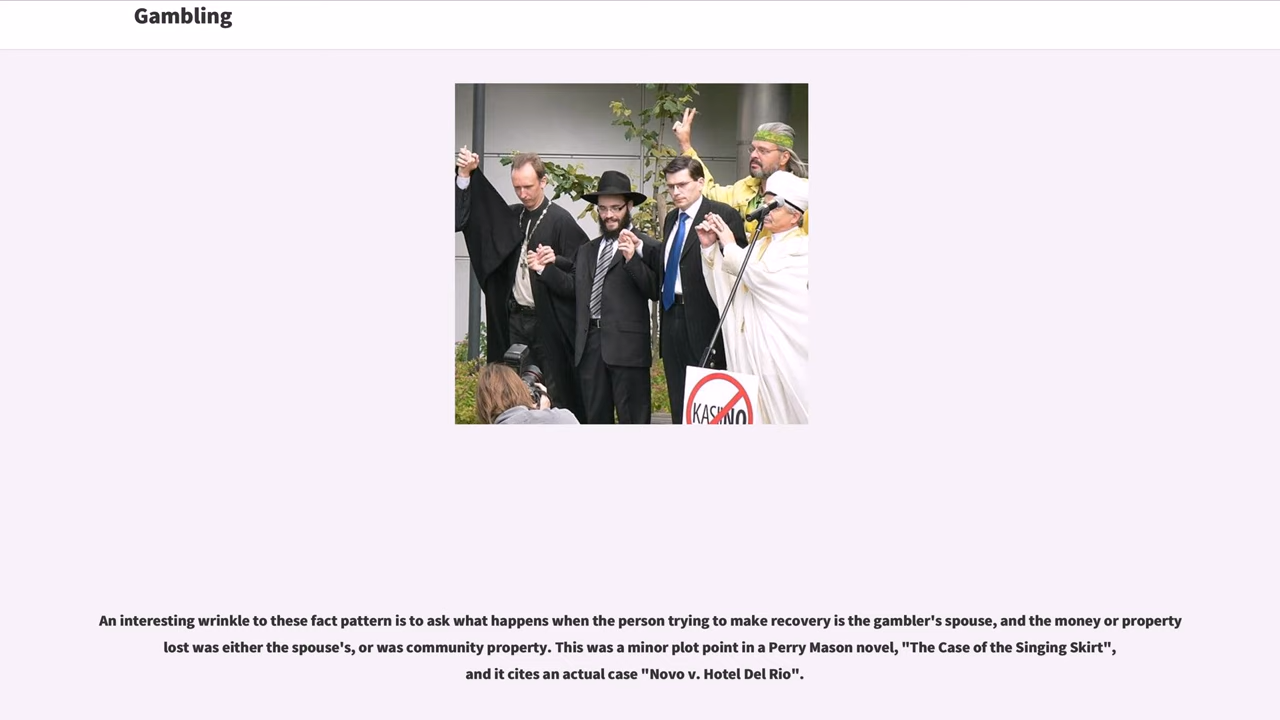 Gambling
KASINO
An interesting wrinkle to these fact pattern is to ask what happens when the person trying to make recovery is the gambler's spouse, and the money or property
lost was either the spouse's, or was community property. This was a minor plot point in a Perry Mason novel, "The Case of the Singing Skirt",
and it cites an actual case "Novo v. Hotel Del Rio".